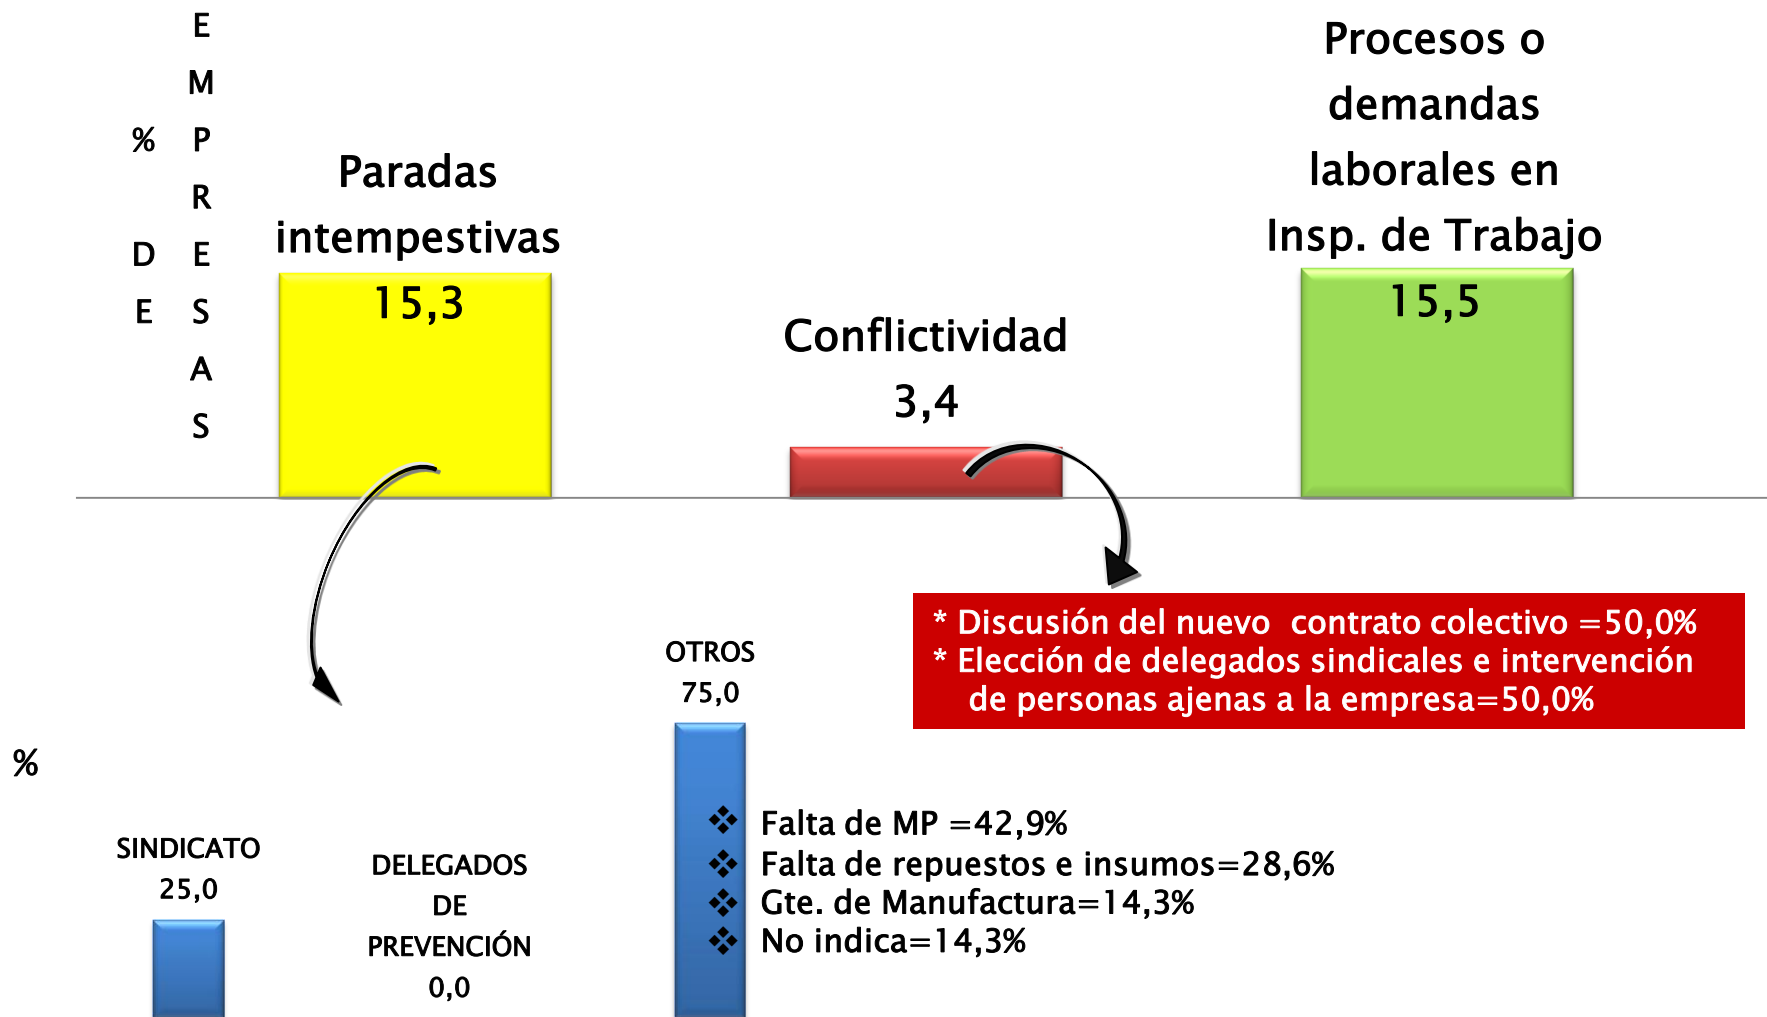 % DE
EMPRESAS
Paradas
intempestivas
15,3
Conflictividad
3,4
Procesos o
demandas
laborales en
Insp. de Trabajo
15,5
* Discusión del nuevo  contrato colectivo =50,0%
* Elección de delegados sindicales e intervención
de personas ajenas a la empresa=50,0%
%
SINDICATO
25,0
DELEGADOS
DE
PREVENCIÓN
0,0
OTROS
75,0
❖ Falta de MP =42,9%
❖ Falta de repuestos e insumos=28,6%
❖ Gte. de Manufactura=14,3%
❖ No indica=14,3%